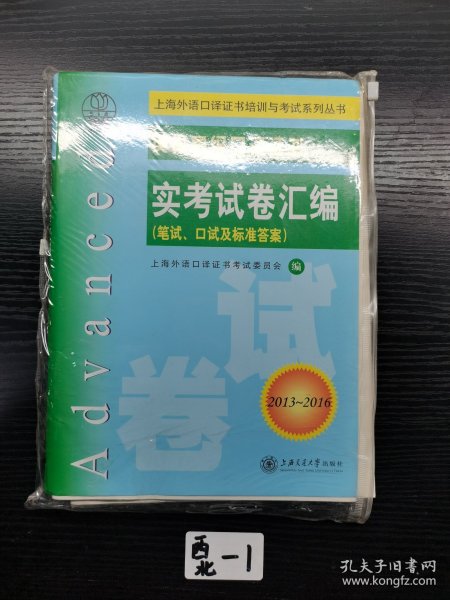 上海外语口译证书培训与考试系列丛书
实考试卷汇编
(笔试、口试及标准答案)
上海外语口译证书考试委员会 编
Advanced
试卷
2013~2016
上海交通大学出版社
西北-1
孔夫子旧书网
www.kongfz.com